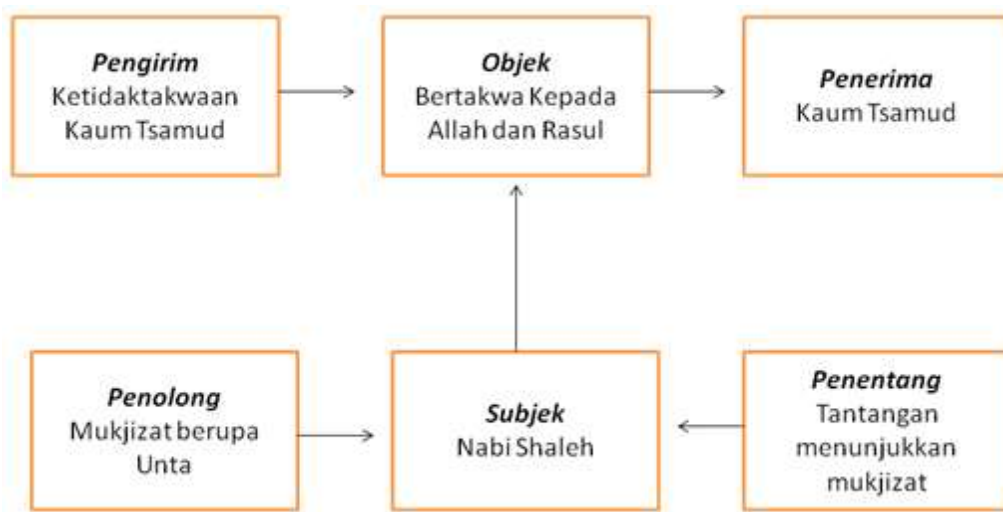 Pengirim
Ketidaktakwaan
Kaum Tsamud
Objek
Bertakwa Kepada
Allah dan Rasul
Penerima
Kaum Tsamud
Penolong
Mukjizat berupa
Unta
Subjek
Nabi Shaleh
Penentang
Tantangan
menunjukkan
mukjizat